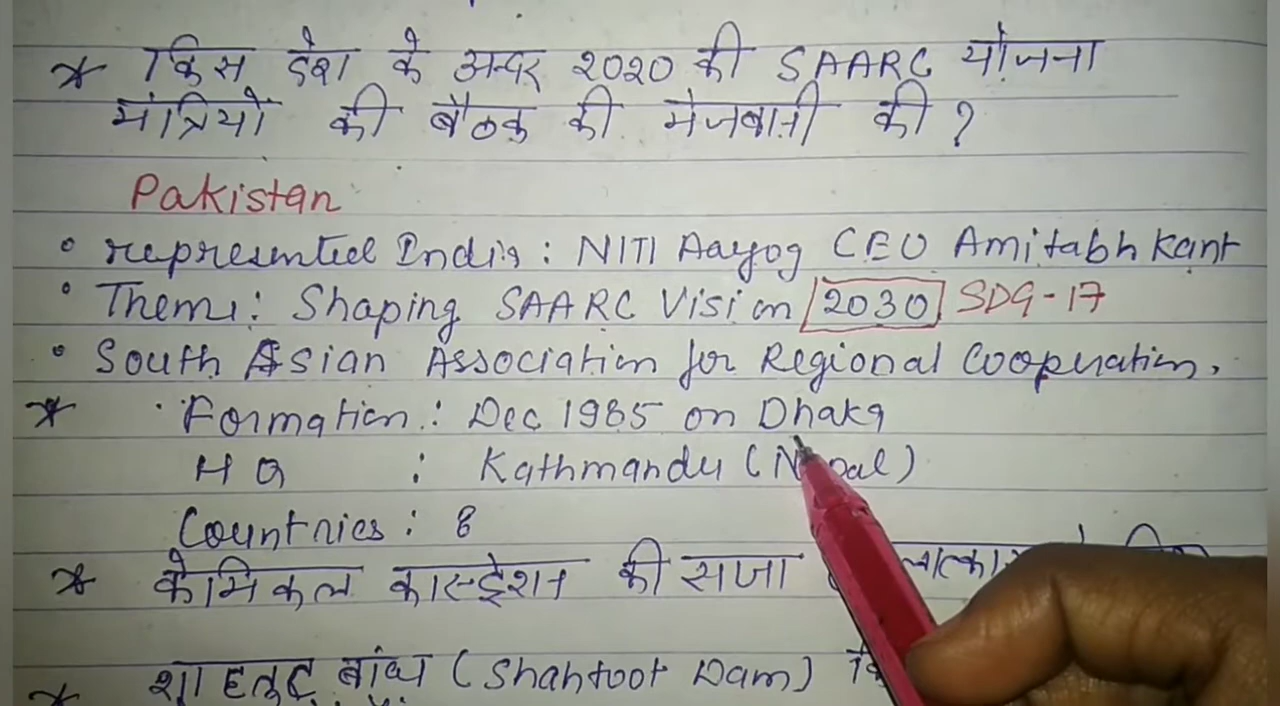 * किस देश के अन्दर 2020 की SAARC योजना
मंत्रियों की बैठक की मेजबानी की ?
Pakistan
• represented India : NITI Aayog CEO Amitabh Kant
• Theme : Shaping SAARC Vision 2030 SDG-17
• South Asian Association for Regional Cooperation.
* • Formation : Dec 1985 on Dhaka
HQ : Kathmandu (Nepal)
Countries : 8
* केमिकल कास्ट्रेशन की सजा
* शाहतूट बांध (Shahtoot Dam)